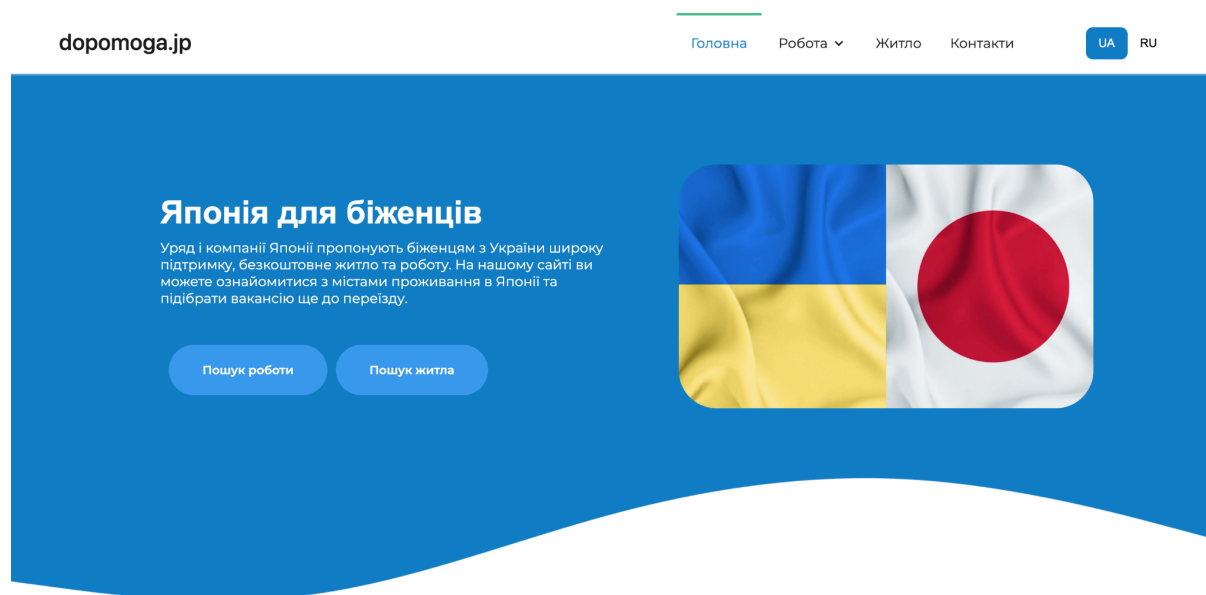 dopomoga.jp
Головна Робота Житло Контакти UA RU
Японія для біженців
Уряд і компанії Японії пропонують біженцям з України широку
підтримку, безкоштовне житло та роботу. На нашому сайті ви
можете ознайомитися з містами проживання в Японії та
підібрати вакансію ще до переїзду.
Пошук роботи Пошук житла